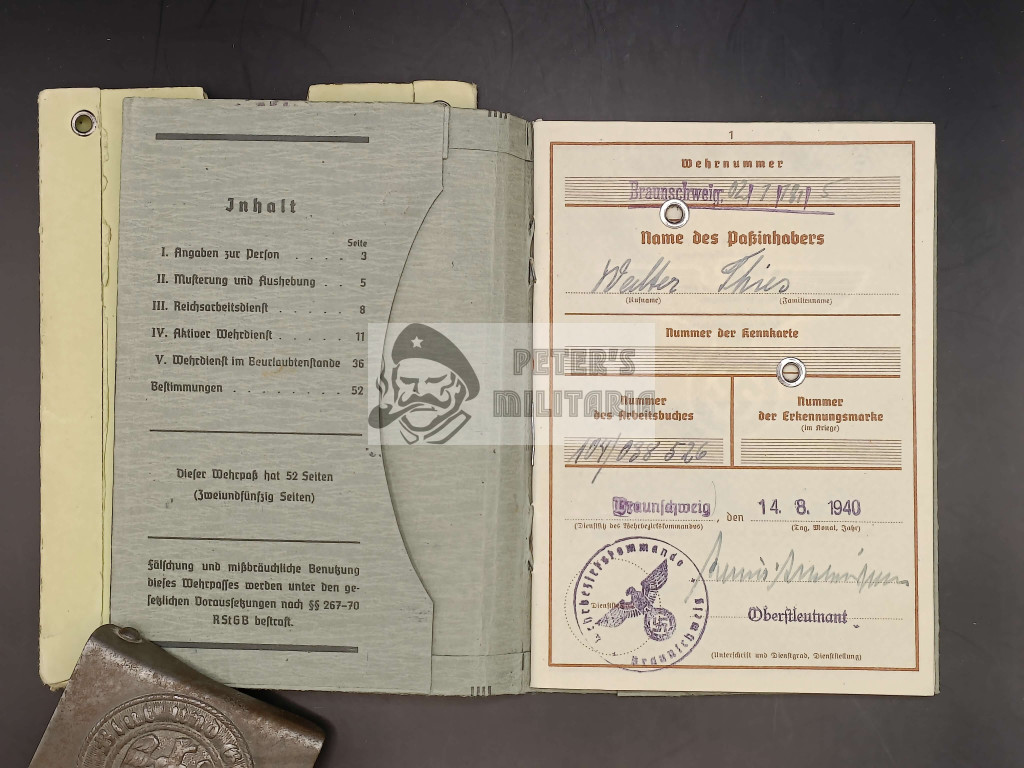 Inhalt
Seite
I. Angaben zur Person . . . . . 3
II. Musterung und Aushebung . . . 5
III. Reichsarbeitsdienst . . . . . . 8
IV. Aktiver Wehrdienst . . . . . . 11
V. Wehrdienst im Beurlaubtenstande 36
Bestimmungen . . . . . . . . . 52
Dieser Wehrpaß hat 52 Seiten
(Zweiundfünfzig Seiten)
Fälschung und mißbräuchliche Benutzung
dieses Wehrpasses werden unter den ge-
setzlichen Voraussetzungen nach §§ 267-70
RStGB bestraft.
PETER'S
MILITARIA
1
Wehrnummer
Braunschweig
Name des Paßinhabers
Walter Thies
(Rufname) (Familienname)
Nummer der Kennkarte
Nummer
des Arbeitsbuches
104/038 526
Nummer
der Erkennungsmarke
(im Kriege)
Braunschweig, den 14. 8. 1940
(Dienstsitz des Wehrbezirkskommandos) (Tag, Monat, Jahr)
Wehrbezirkskommando Braunschweig
Oberstleutnant
(Unterschrift und Dienstgrad, Dienststellung)